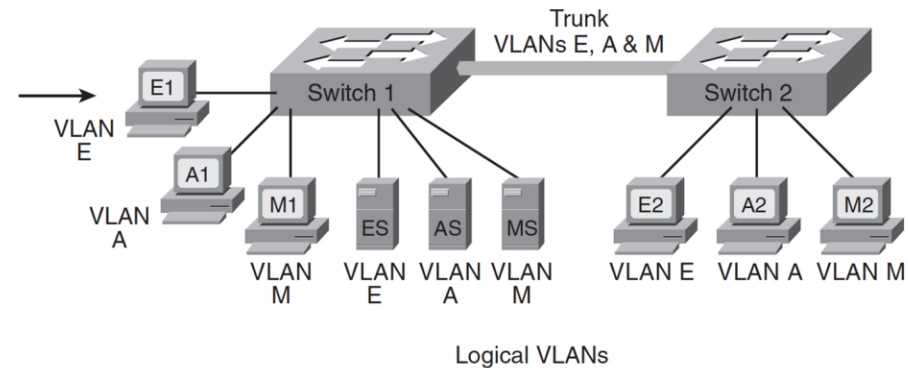 Trunk
VLANs E, A & M
Switch 1
Switch 2
E1
VLAN
E
A1
VLAN
A
M1
VLAN
M
ES
VLAN
E
AS
VLAN
A
MS
VLAN
M
E2
VLAN E
A2
VLAN A
M2
VLAN M
Logical VLANs